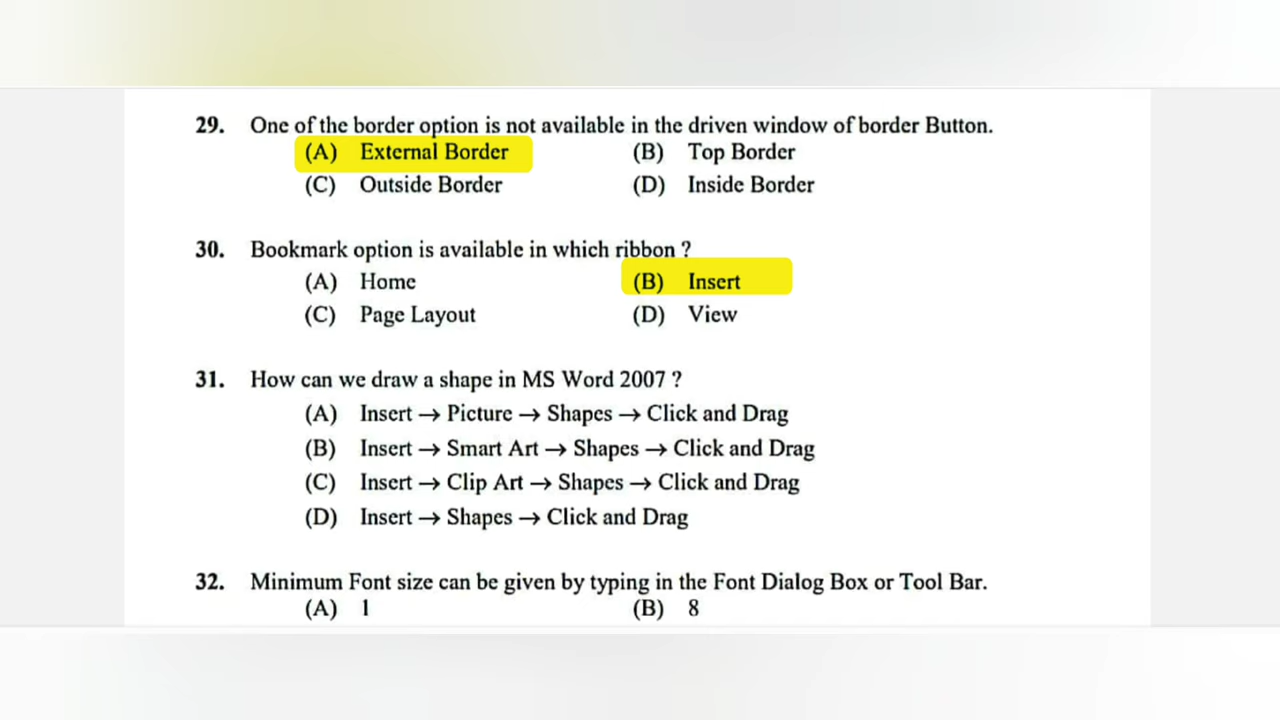 29. One of the border option is not available in the driven window of border Button.
(A) External Border (B) Top Border
(C) Outside Border (D) Inside Border
30. Bookmark option is available in which ribbon ?
(A) Home (B) Insert
(C) Page Layout (D) View
31. How can we draw a shape in MS Word 2007 ?
(A) Insert → Picture → Shapes → Click and Drag
(B) Insert → Smart Art → Shapes → Click and Drag
(C) Insert → Clip Art → Shapes → Click and Drag
(D) Insert → Shapes → Click and Drag
32. Minimum Font size can be given by typing in the Font Dialog Box or Tool Bar.
(A) 1 (B) 8